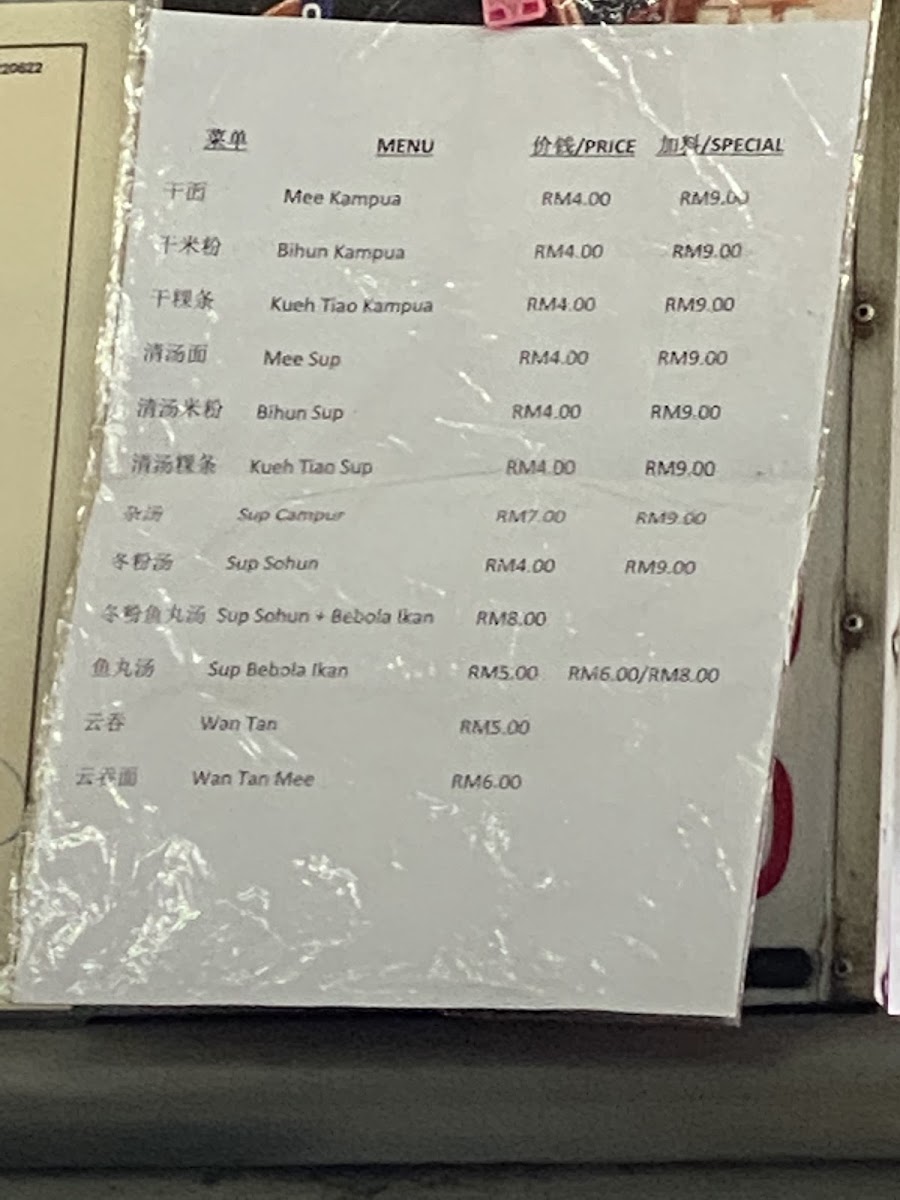 20622
菜单 MENU 价钱/PRICE 加料/SPECIAL
干面 Mee Kampua RM4.00 RM9.00
干米粉 Bihun Kampua RM4.00 RM9.00
干粿条 Kueh Tiao Kampua RM4.00 RM9.00
清汤面 Mee Sup RM4.00 RM9.00
清汤米粉 Bihun Sup RM4.00 RM9.00
清汤粿条 Kueh Tiao Sup RM4.00 RM9.00
杂汤 Sup Campur RM7.00 RM9.00
冬粉汤 Sup Sohun RM4.00 RM9.00
冬粉鱼丸汤 Sup Sohun + Bebola Ikan RM8.00
鱼丸汤 Sup Bebola Ikan RM5.00 RM6.00/RM8.00
云吞 Wan Tan RM5.00
云吞面 Wan Tan Mee RM6.00